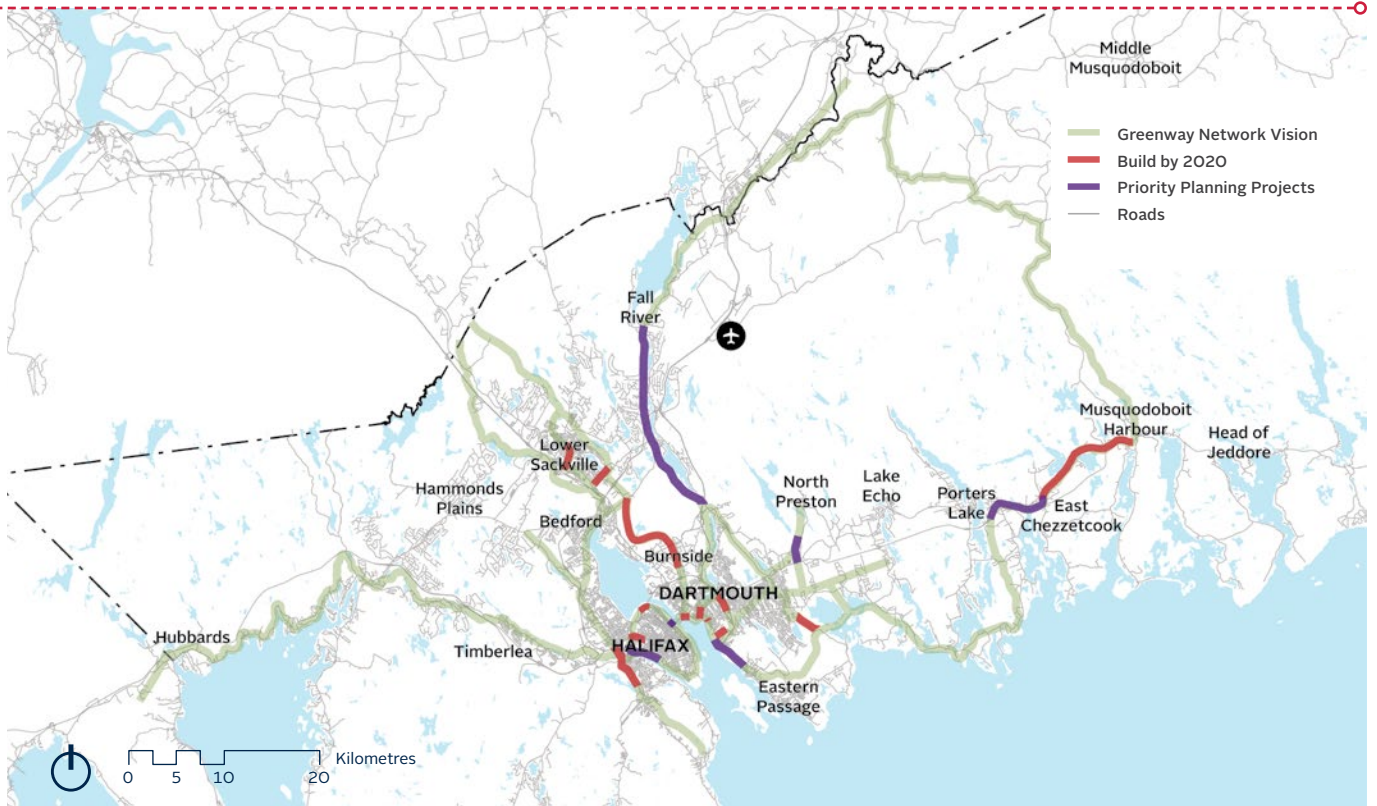 Middle
Musquodoboit
Greenway Network Vision
Build by 2020
Priority Planning Projects
Roads
Fall
River
Musquodoboit
Harbour
Head of
Jeddore
Lower
Sackville
Hammonds
Plains
North
Preston
Lake
Echo
Porters
Lake
East
Chezzetcook
Bedford
Burnside
DARTMOUTH
Hubbards
Timberlea
HALIFAX
Eastern
Passage
Kilometres
0 5 10 20